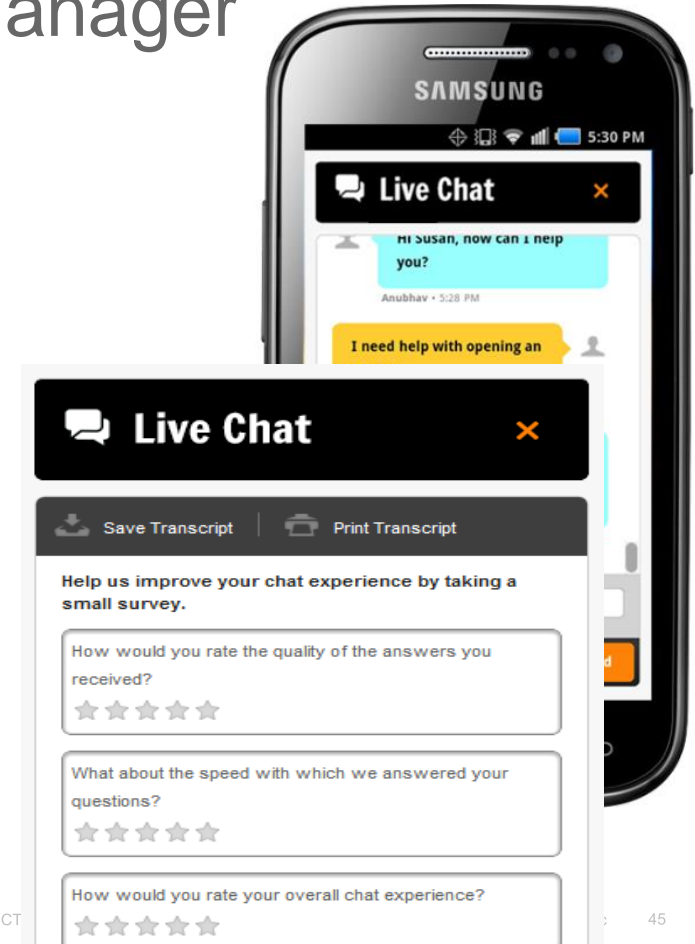 anager
SAMSUNG
5:30 PM
Live Chat
Hi Susan, how can I help
you?
Anubhav • 5:28 PM
I need help with opening an
d
Live Chat
Save Transcript
Print Transcript
Help us improve your chat experience by taking a
small survey.
How would you rate the quality of the answers you
received?
What about the speed with which we answered your
questions?
How would you rate your overall chat experience?
CT
c
45